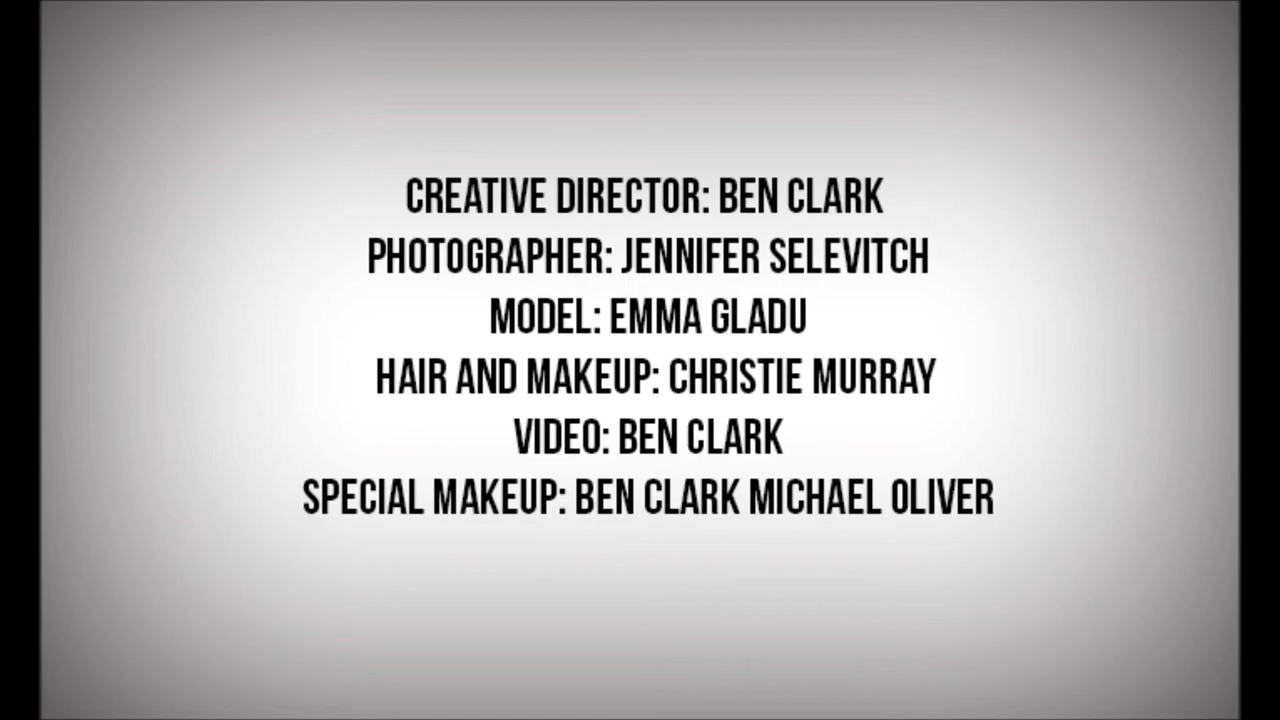 CREATIVE DIRECTOR: BEN CLARK
PHOTOGRAPHER: JENNIFER SELEVITCH
MODEL: EMMA GLADU
HAIR AND MAKEUP: CHRISTIE MURRAY
VIDEO: BEN CLARK
SPECIAL MAKEUP: BEN CLARK MICHAEL OLIVER